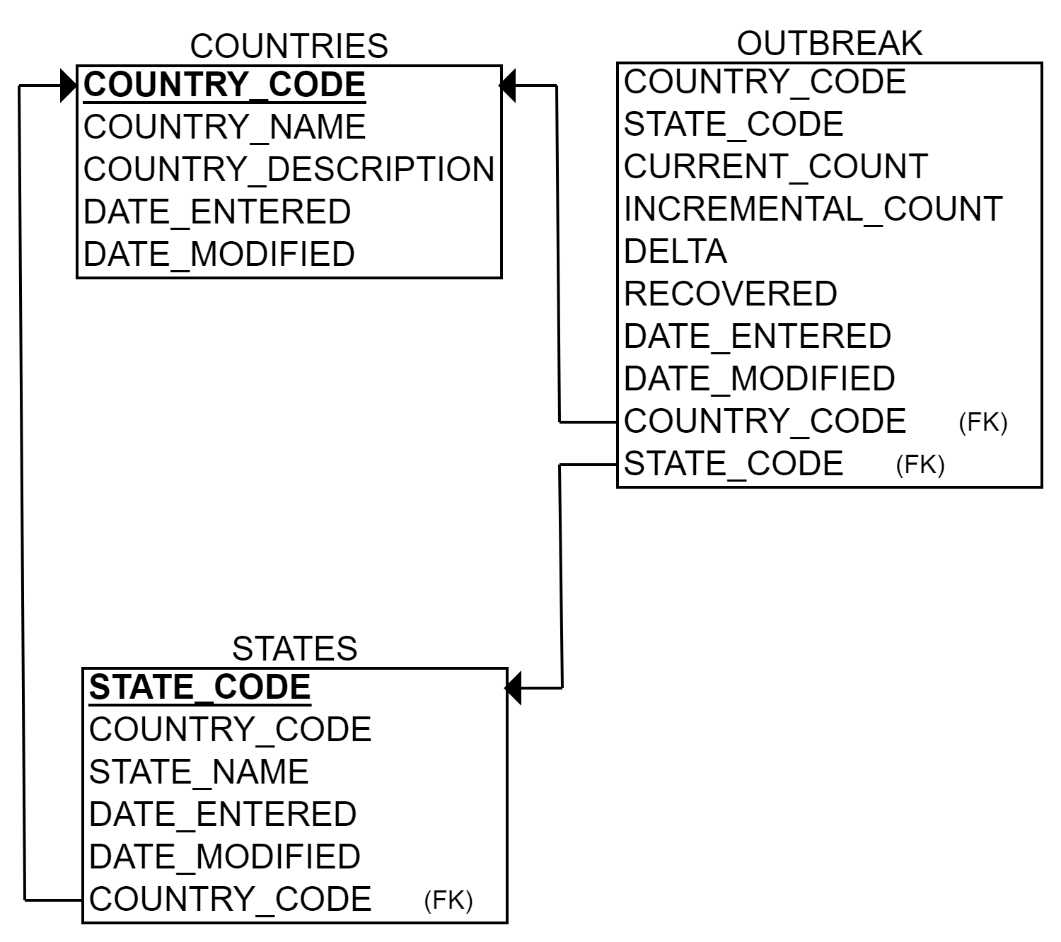 COUNTRIES
COUNTRY_CODE
COUNTRY_NAME
COUNTRY_DESCRIPTION
DATE_ENTERED
DATE_MODIFIED
OUTBREAK
COUNTRY_CODE
STATE_CODE
CURRENT_COUNT
INCREMENTAL_COUNT
DELTA
RECOVERED
DATE_ENTERED
DATE_MODIFIED
COUNTRY_CODE (FK)
STATE_CODE (FK)
STATES
STATE_CODE
COUNTRY_CODE
STATE_NAME
DATE_ENTERED
DATE_MODIFIED
COUNTRY_CODE (FK)